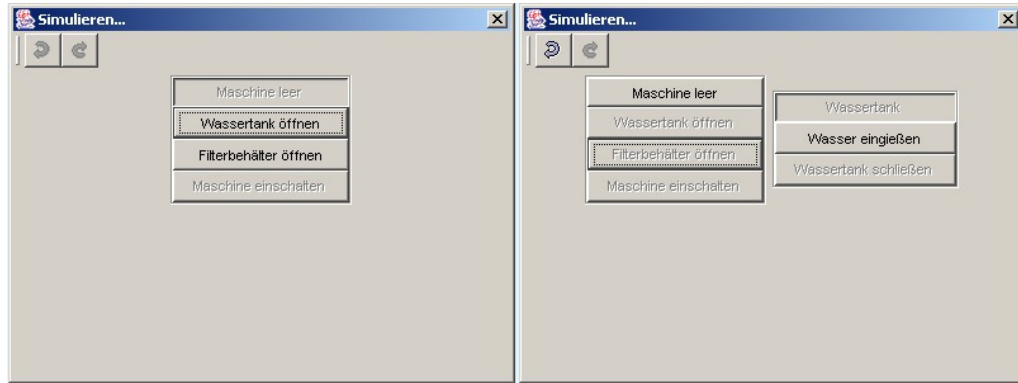 Simulieren...
Maschine leer
Wassertank öffnen
Filterbehälter öffnen
Maschine einschalten
Simulieren...
Maschine leer
Wassertank öffnen
Filterbehälter öffnen
Maschine einschalten
Wassertank
Wasser eingießen
Wassertank schließen